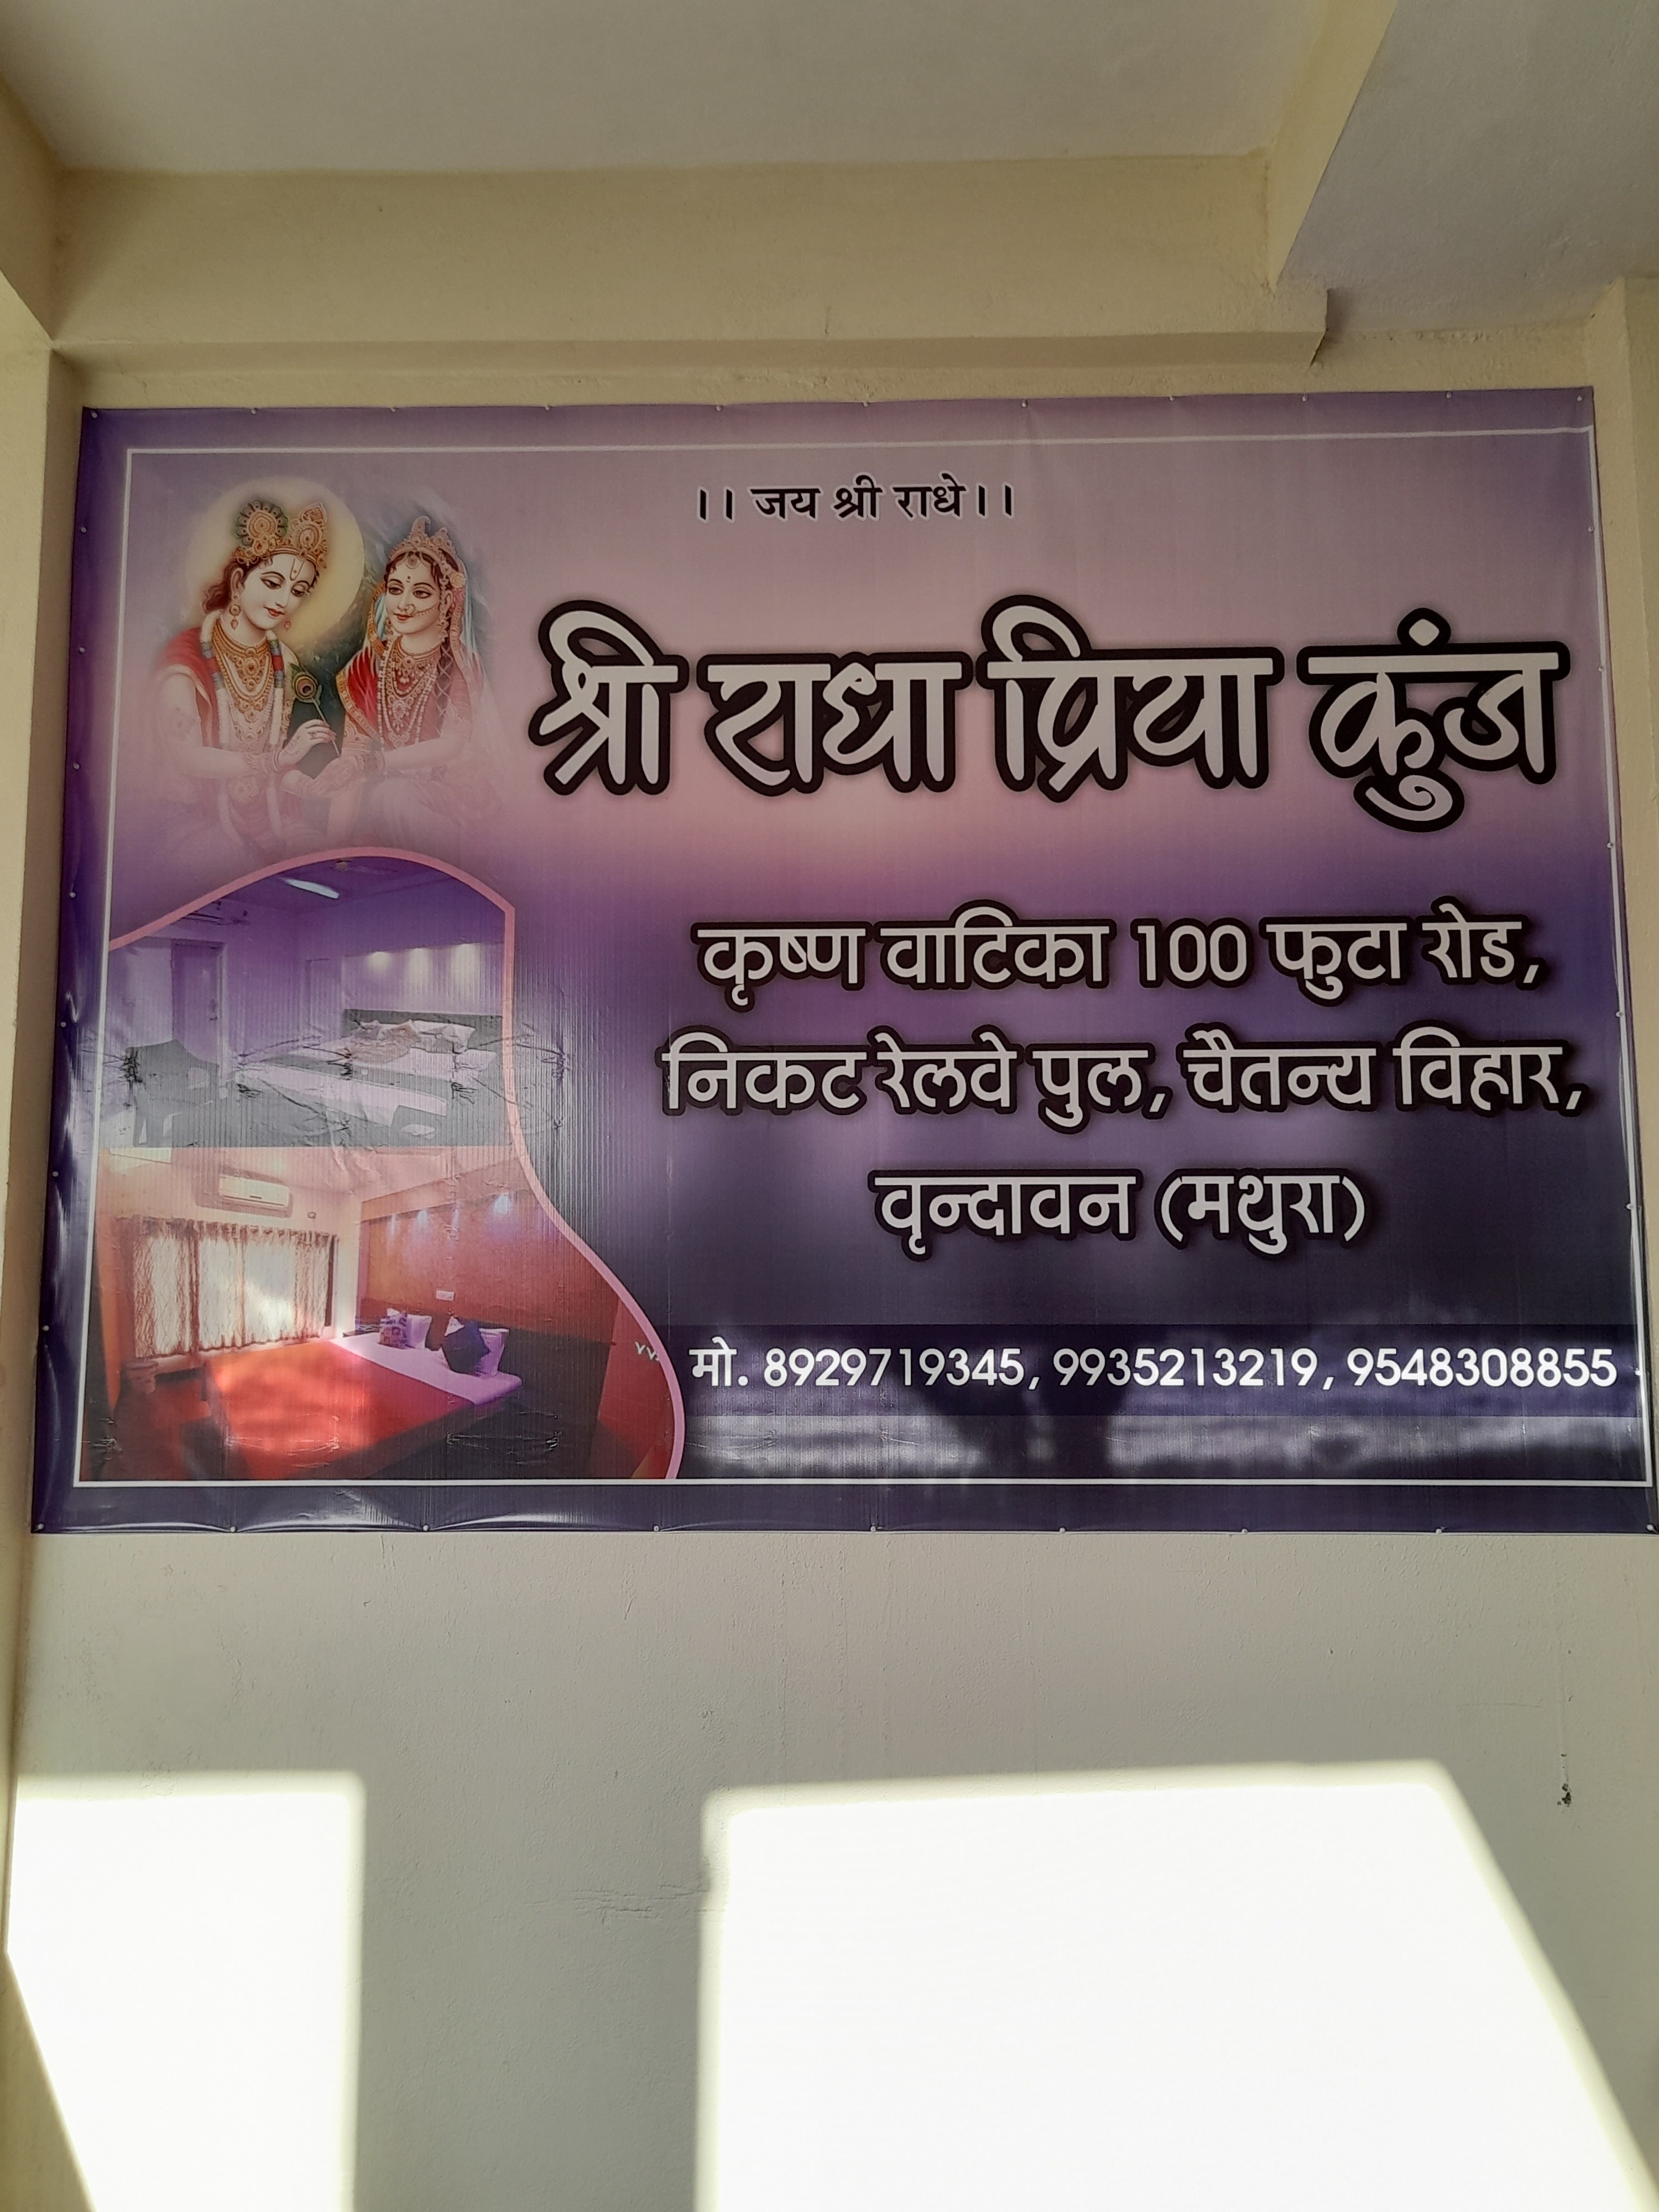 ।। जय श्री राधे।।
श्री राधा प्रिया कुंज
कृष्ण वाटिका 100 फुटा रोड,
निकट रेलवे पुल, चैतन्य विहार,
वृन्दावन (मथुरा)
मो. 8929719345, 9935213219, 9548308855